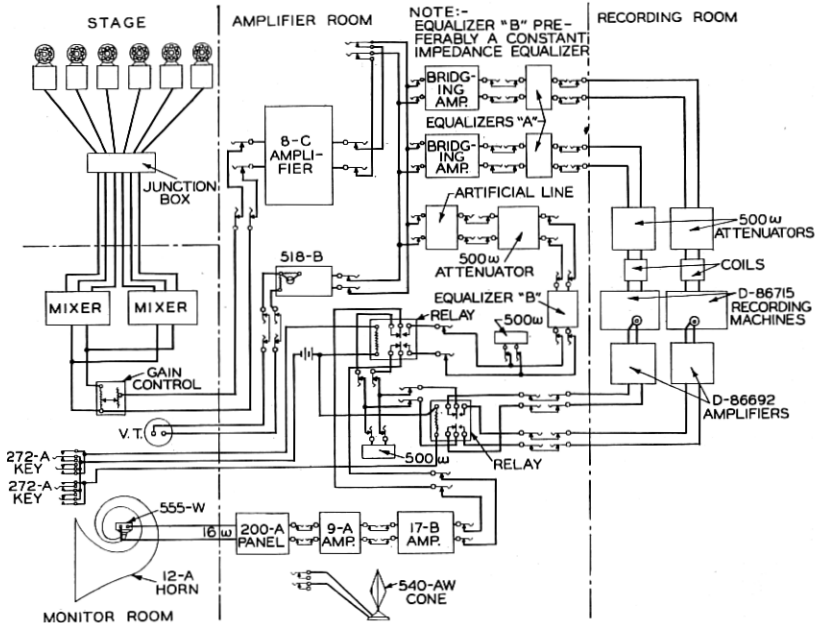 STAGE
AMPLIFIER ROOM
NOTE:-
EQUALIZER "B" PRE-
FERABLY A CONSTANT
IMPEDANCE EQUALIZER
RECORDING ROOM
JUNCTION
BOX
8-C
AMPLI-
FIER
BRIDG-
ING
AMP.
EQUALIZERS "A"
BRIDG-
ING
AMP.
ARTIFICIAL LINE
500ω
ATTENUATOR
500ω
ATTENUATORS
COILS
518-B
MIXER
MIXER
RELAY
EQUALIZER "B"
500ω
D-86715
RECORDING
MACHINES
GAIN
CONTROL
D-86692
AMPLIFIERS
V.T.
500 ω
RELAY
272-A
KEY
272-A
KEY
555-W
16 ω
200-A
PANEL
9-A
AMP.
17-B
AMP.
12-A
HORN
540-AW
CONE
MONITOR ROOM